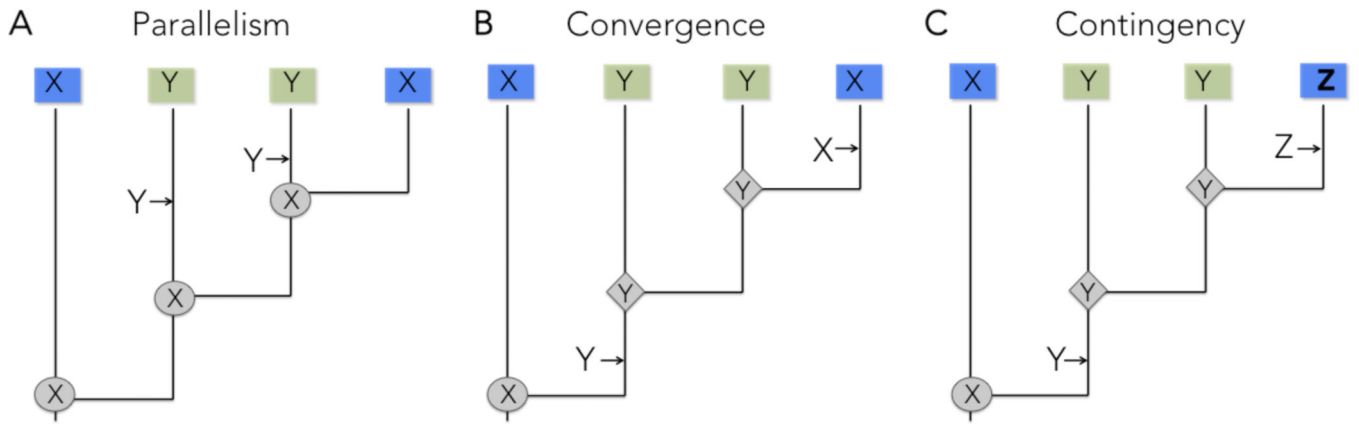 A Parallelism B Convergence C Contingency
X Y Y X X Y Y X X Y Y Z
Y→ X→ Z→
Y→ X Y Y
X Y Y
Y→ Y→
X X X